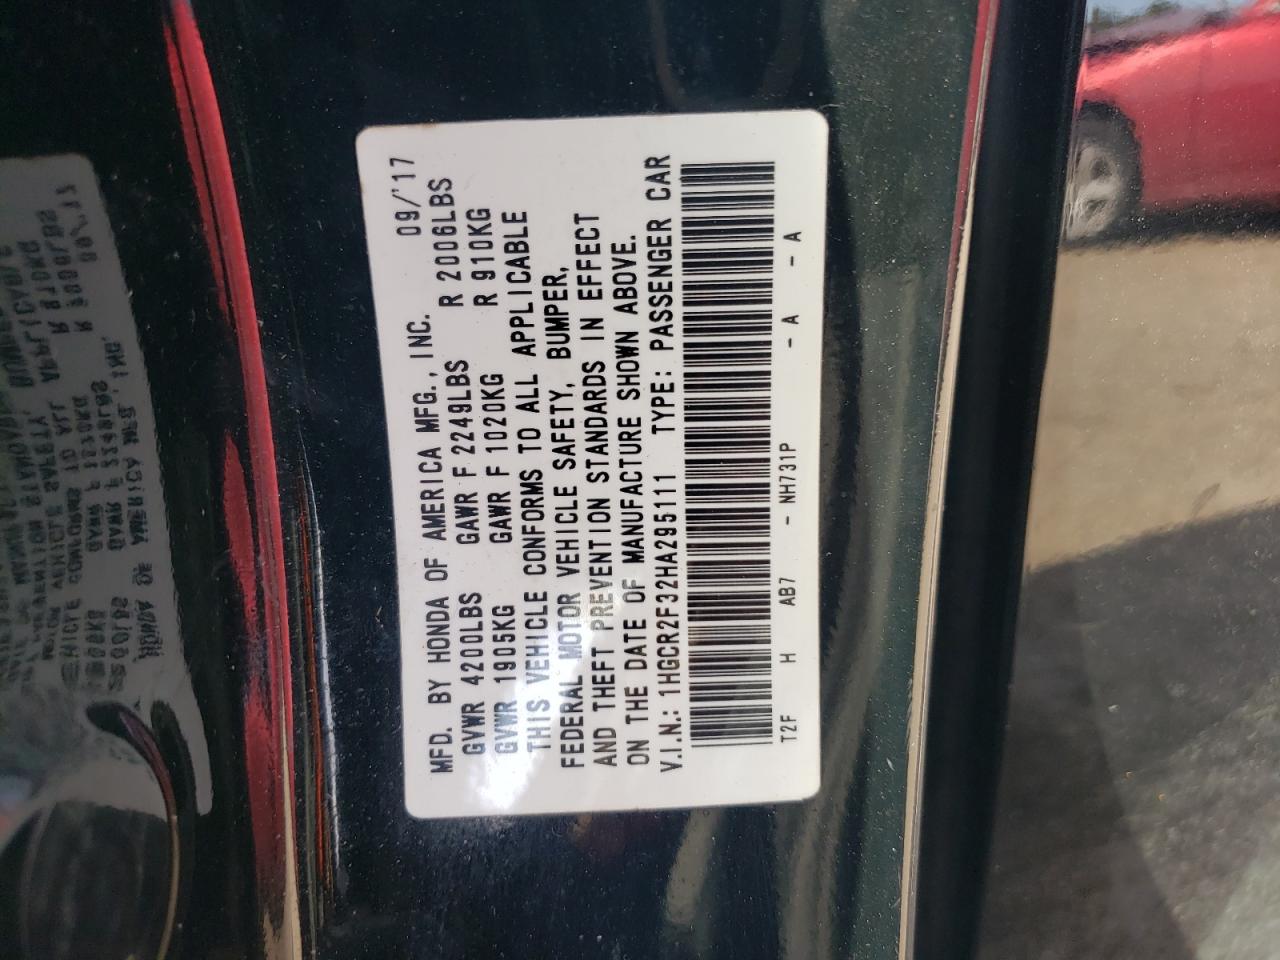 MFD. BY HONDA OF AMERICA MFG., INC. 09/'17
GVWR 4200LBS GAWR F 2249LBS R 2006LBS
GVWR 1905KG GAWR F 1020KG R 910KG
THIS VEHICLE CONFORMS TO ALL APPLICABLE
FEDERAL MOTOR VEHICLE SAFETY, BUMPER,
AND THEFT PREVENTION STANDARDS IN EFFECT
ON THE DATE OF MANUFACTURE SHOWN ABOVE.
V.I.N.: 1HGCR2F32HA295111 TYPE: PASSENGER CAR
T2F H AB7 - NH731P - A - A